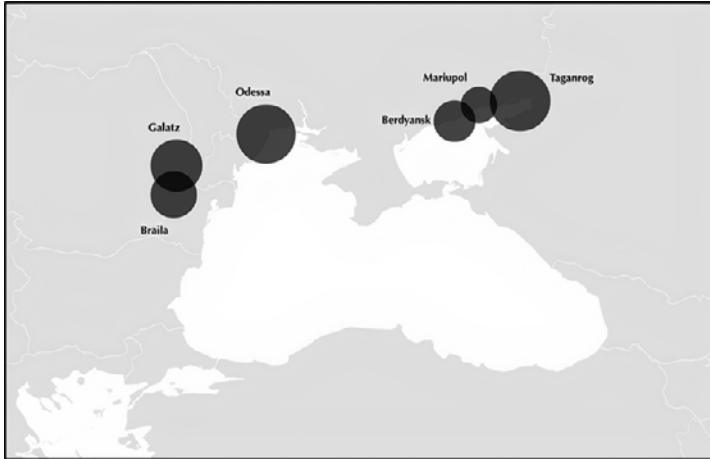 Mariupol
Taganrog
Odessa
Berdyansk
Galatz
Braila